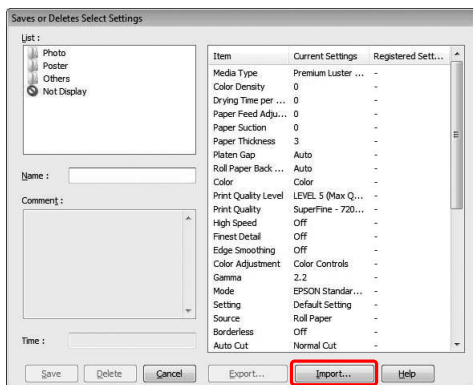 Saves or Deletes Select Settings
List :
Photo
Poster
Others
Not Display
Name :
Comment :
Time :
Item Current Settings Registered Sett...
Media Type Premium Luster ... -
Color Density 0 -
Drying Time per ... 0 -
Paper Feed Adju... 0 -
Paper Suction 0 -
Paper Thickness 3 -
Platen Gap Auto -
Roll Paper Back ... Auto -
Color Color -
Print Quality Level LEVEL 5 (Max Q... -
Print Quality SuperFine - 720... -
High Speed Off -
Finest Detail Off -
Edge Smoothing Off -
Color Adjustment Color Controls -
Gamma 2.2 -
Mode EPSON Standar... -
Setting Default Setting -
Source Roll Paper -
Borderless Off -
Auto Cut Normal Cut -
Save Delete Cancel Export... Import... Help